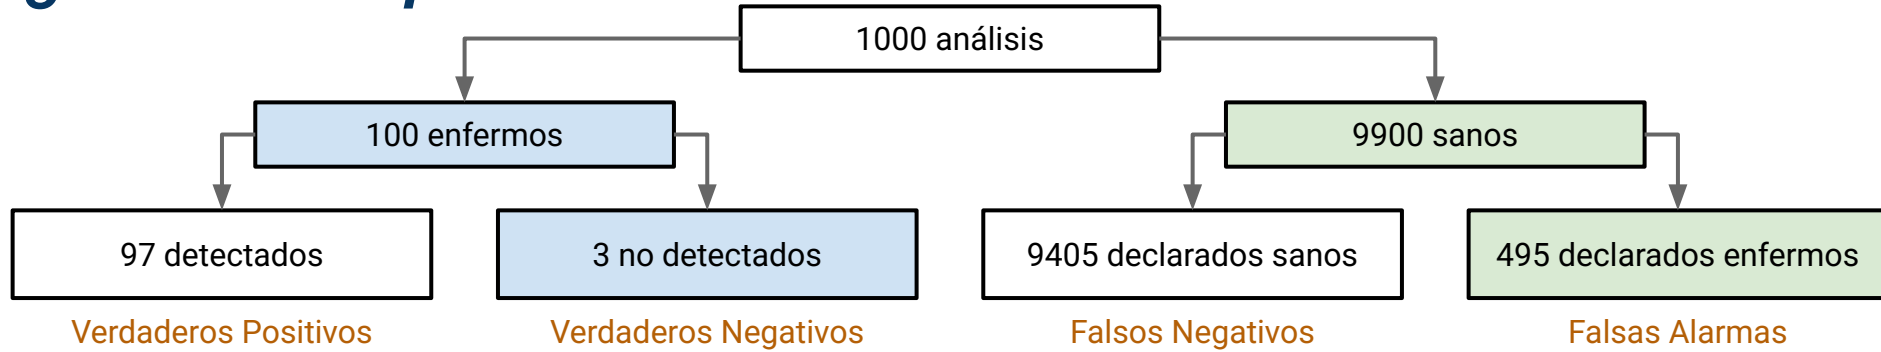 1000 análisis
100 enfermos
9900 sanos
97 detectados
3 no detectados
9405 declarados sanos
495 declarados enfermos
Verdaderos Positivos
Verdaderos Negativos
Falsos Negativos
Falsas Alarmas